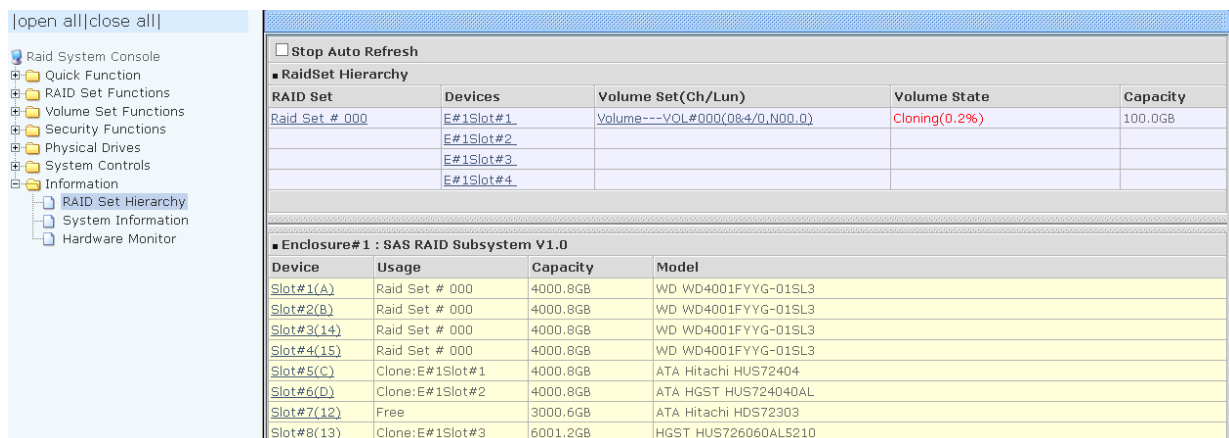 |open all|close all|
Raid System Console
Quick Function
RAID Set Functions
Volume Set Functions
Security Functions
Physical Drives
System Controls
Information
RAID Set Hierarchy
System Information
Hardware Monitor
Stop Auto Refresh
RaidSet Hierarchy
RAID Set Devices Volume Set(Ch/Lun) Volume State Capacity
Raid Set # 000 E#1Slot#1 Volume---VOL#000(0&4/0,N00.0) Cloning(0.2%) 100.0GB
E#1Slot#2
E#1Slot#3
E#1Slot#4
Enclosure#1 : SAS RAID Subsystem V1.0
Device Usage Capacity Model
Slot#1(A) Raid Set # 000 4000.8GB WD WD4001FYYG-01SL3
Slot#2(B) Raid Set # 000 4000.8GB WD WD4001FYYG-01SL3
Slot#3(14) Raid Set # 000 4000.8GB WD WD4001FYYG-01SL3
Slot#4(15) Raid Set # 000 4000.8GB WD WD4001FYYG-01SL3
Slot#5(C) Clone:E#1Slot#1 4000.8GB ATA Hitachi HUS72404
Slot#6(D) Clone:E#1Slot#2 4000.8GB ATA HGST HUS724040AL
Slot#7(12) Free 3000.6GB ATA Hitachi HDS72303
Slot#8(13) Clone:E#1Slot#3 6001.2GB HGST HUS726060AL5210